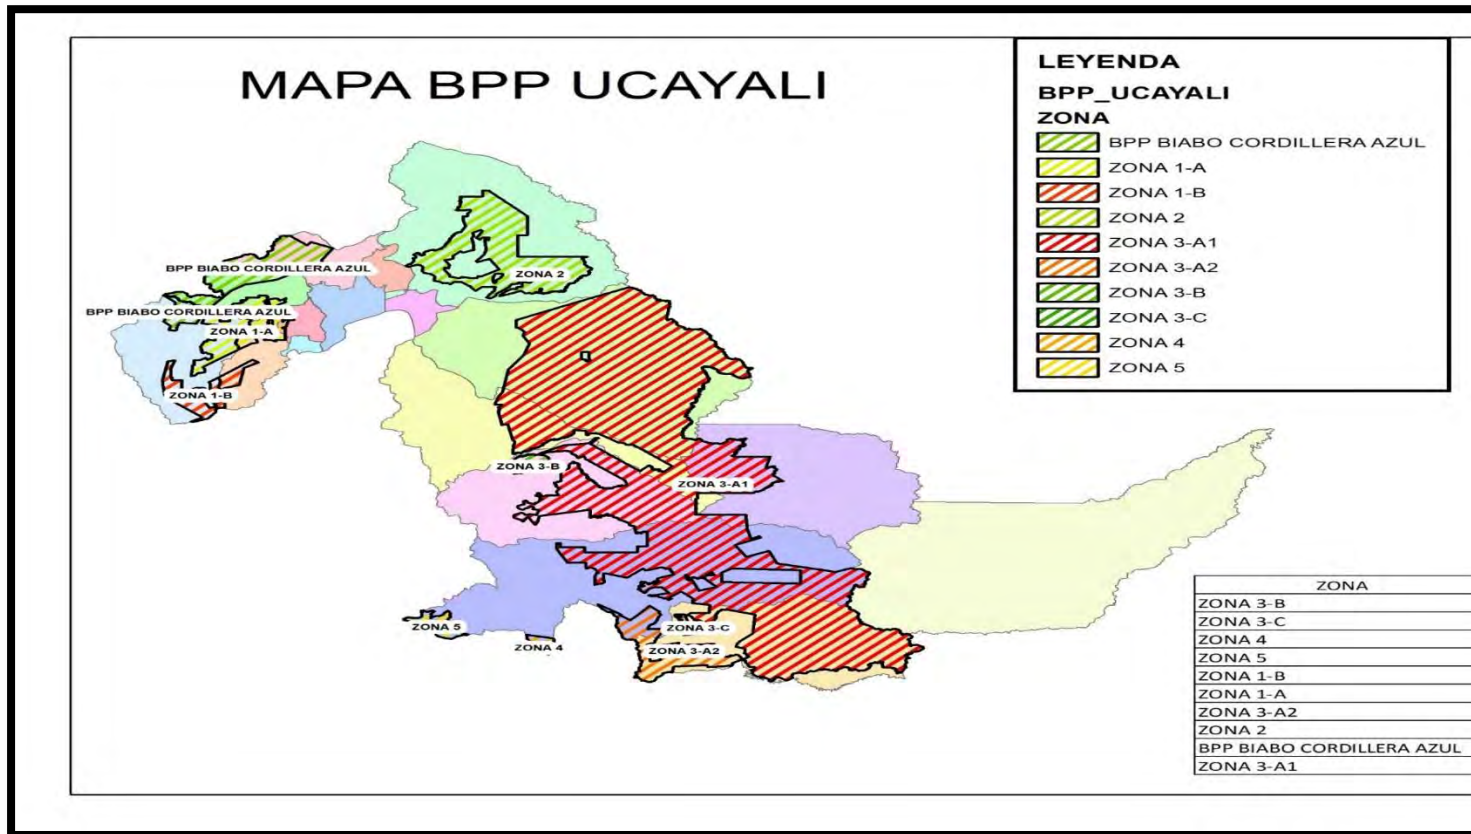 MAPA BPP UCAYALI
LEYENDA
BPP_UCAYALI
ZONA
BPP BIABO CORDILLERA AZUL
ZONA 1-A
ZONA 1-B
ZONA 2
ZONA 3-A1
ZONA 3-A2
ZONA 3-B
ZONA 3-C
ZONA 4
ZONA 5
BPP BIABO CORDILLERA AZUL
ZONA 2
BPP BIABO CORDILLERA AZUL
ZONA 1-A
ZONA 1-B
ZONA 3-B
ZONA 3-A1
ZONA 5
ZONA 3-C
ZONA 4
ZONA 3-A2
ZONA
ZONA 3-B
ZONA 3-C
ZONA 4
ZONA 5
ZONA 1-B
ZONA 1-A
ZONA 3-A2
ZONA 2
BPP BIABO CORDILLERA AZUL
ZONA 3-A1